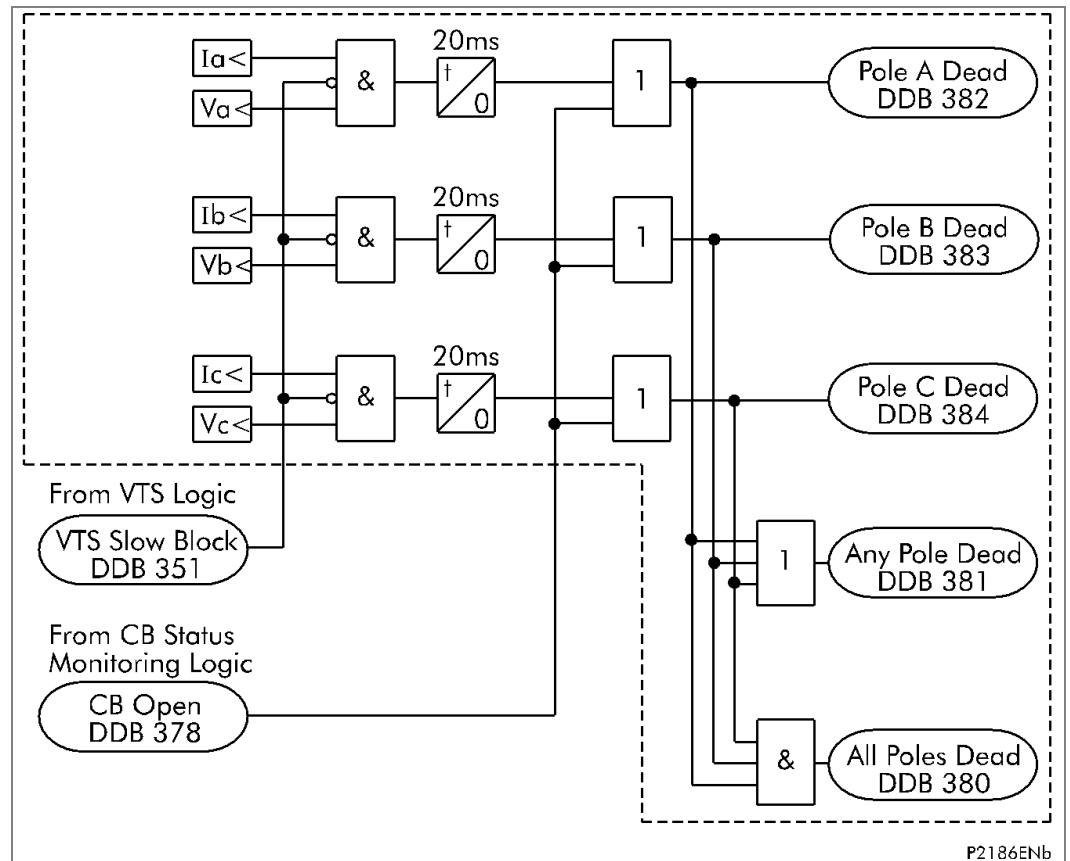 20ms
Ia<
Va<
&
t
0
1
Pole A Dead
DDB 382
20ms
Ib<
Vb<
&
t
0
1
Pole B Dead
DDB 383
20ms
Ic<
Vc<
&
t
0
1
Pole C Dead
DDB 384
From VTS Logic
VTS Slow Block
DDB 351
1
Any Pole Dead
DDB 381
From CB Status
Monitoring Logic
CB Open
DDB 378
&
All Poles Dead
DDB 380
P2186ENb